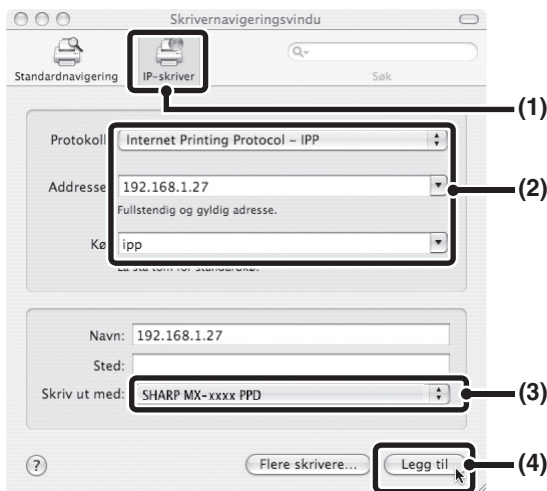 Skrivernavigeringsvindu
Standardnavigering IP-skriver Søk
(1)
Protokoll Internet Printing Protocol – IPP
Addresse 192.168.1.27
(2)
Fullstendig og gyldig adresse.
Kø ipp
La stå tom for standardkø.
Navn: 192.168.1.27
Sted:
Skriv ut med: SHARP MX-xxxx PPD
(3)
? Flere skrivere... Legg til
(4)